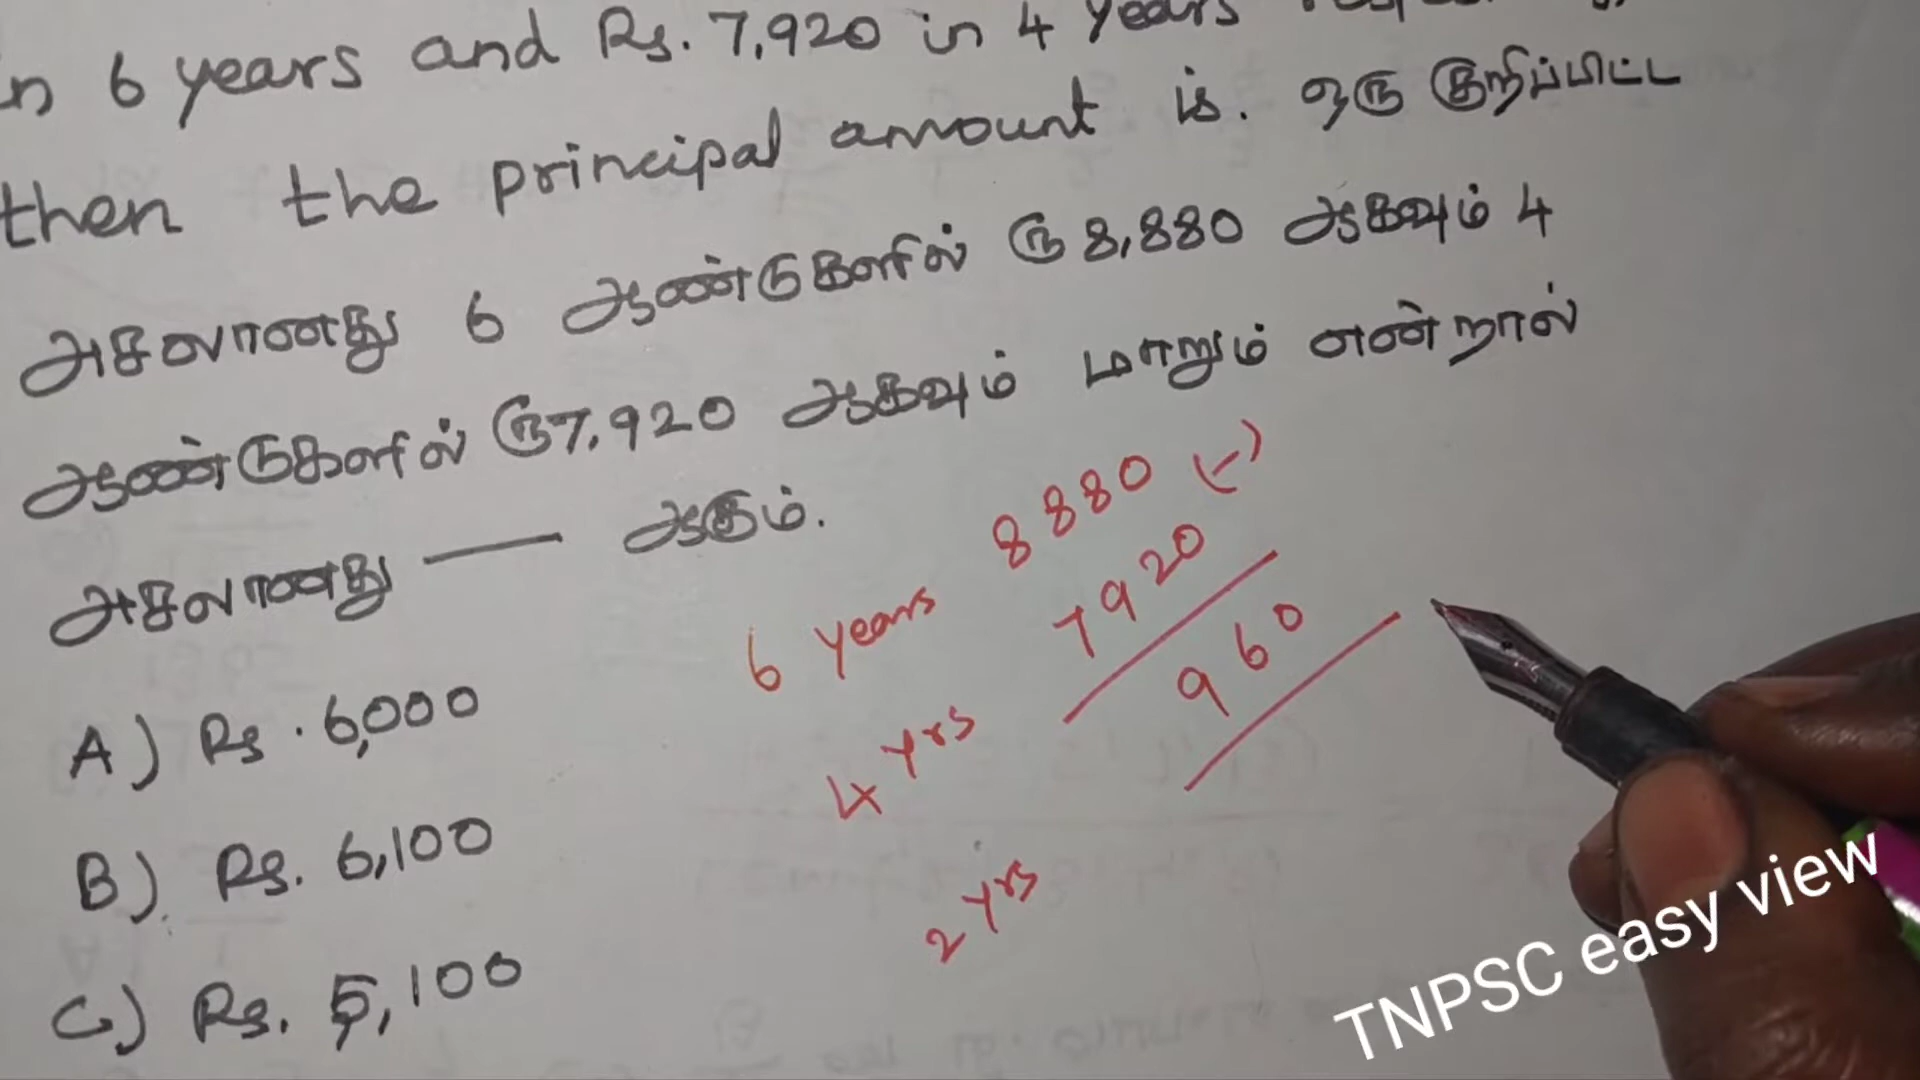 in 6 years and Rs. 7,920 in 4 years
then the principal amount is. ஒரு குறிப்பிட்ட
அசலானது 6 ஆண்டுகளில் ரூ 8,880 ஆகவும் 4
ஆண்டுகளில் ரூ7,920 ஆகவும் மாறும் எண்றால்
அசலானது —— ஆகும்.
6 years 8880 (-)
4 yrs 7920
2 yrs 960
A) Rs. 6,000
B) Rs. 6,100
C) Rs. 5,100
TNPSC easy view